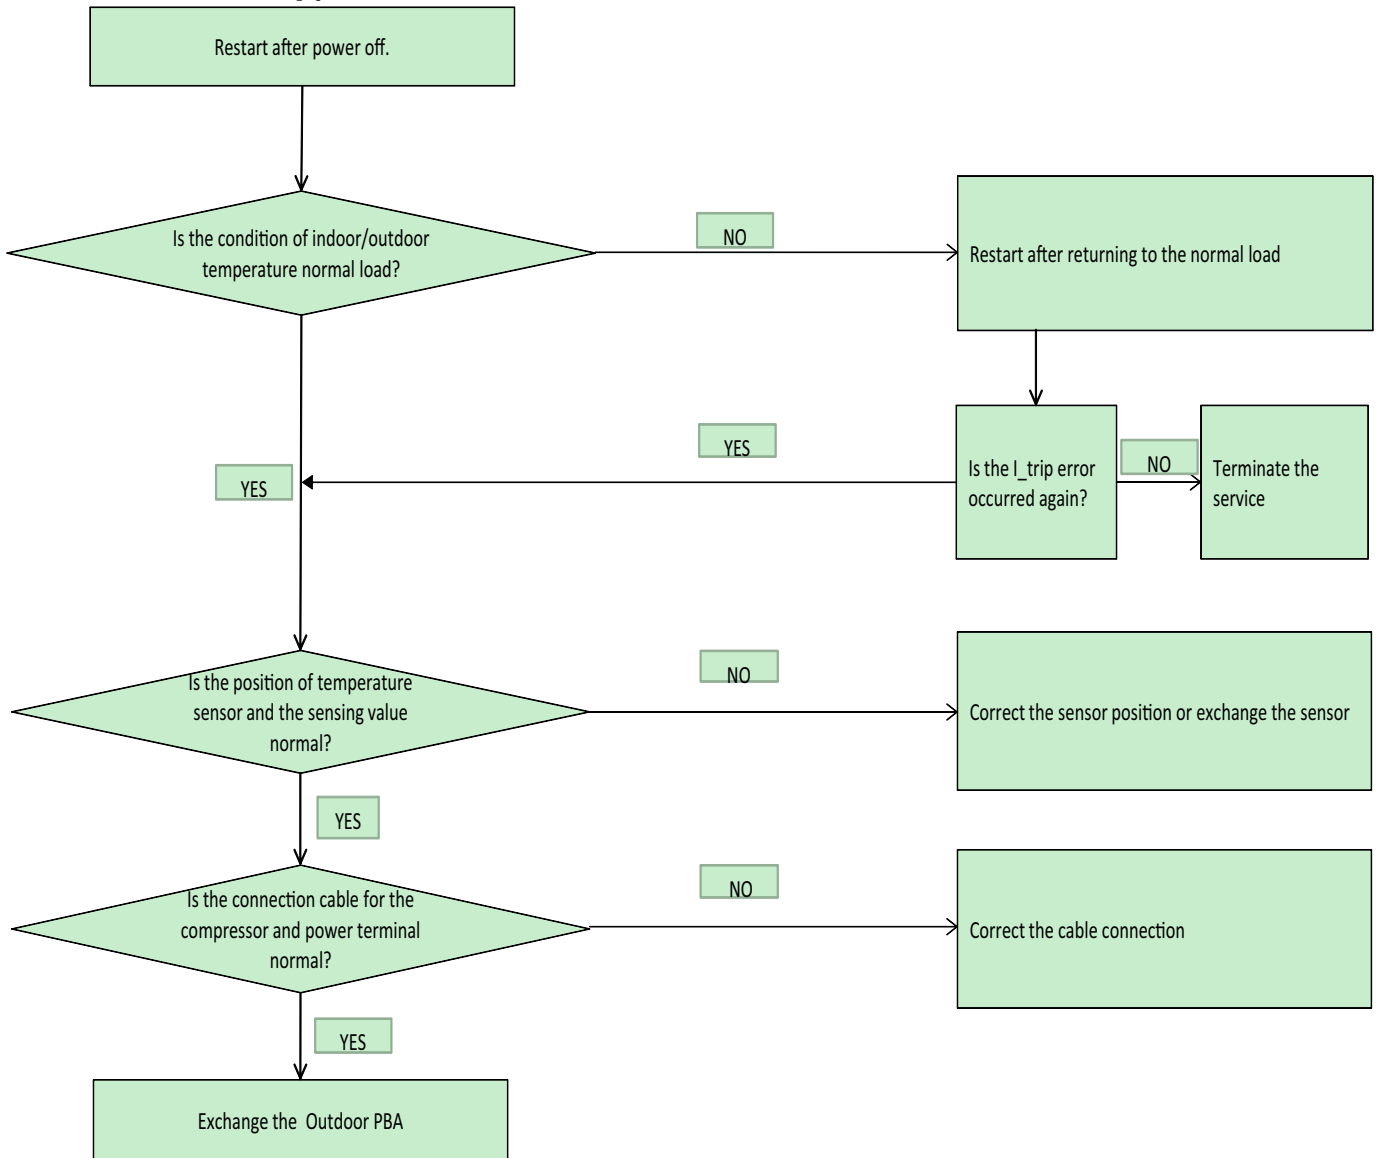 Restart after power off.
Is the condition of indoor/outdoor
temperature normal load?
NO
Restart after returning to the normal load
YES
YES
Is the I_trip error
occurred again?
NO
Terminate the
service
Is the position of temperature
sensor and the sensing value
normal?
NO
Correct the sensor position or exchange the sensor
YES
Is the connection cable for the
compressor and power terminal
normal?
NO
Correct the cable connection
YES
Exchange the Outdoor PBA